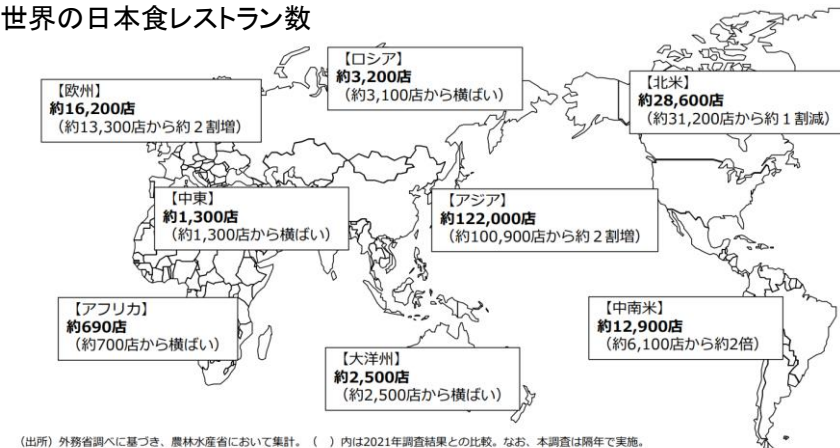 世界の日本食レストラン数
【ロシア】
約3,200店
（約3,100店から横ばい）
【欧州】
約16,200店
（約13,300店から約２割増）
【北米】
約28,600店
（約31,200店から約１割減）
【中東】
約1,300店
（約1,300店から横ばい）
【アジア】
約122,000店
（約100,900店から約２割増）
【アフリカ】
約690店
（約700店から横ばい）
【中南米】
約12,900店
（約6,100店から約2倍）
【大洋州】
約2,500店
（約2,500店から横ばい）
（出所）外務省調べに基づき、農林水産省において集計。（　）内は2021年調査結果との比較。なお、本調査は隔年で実施。